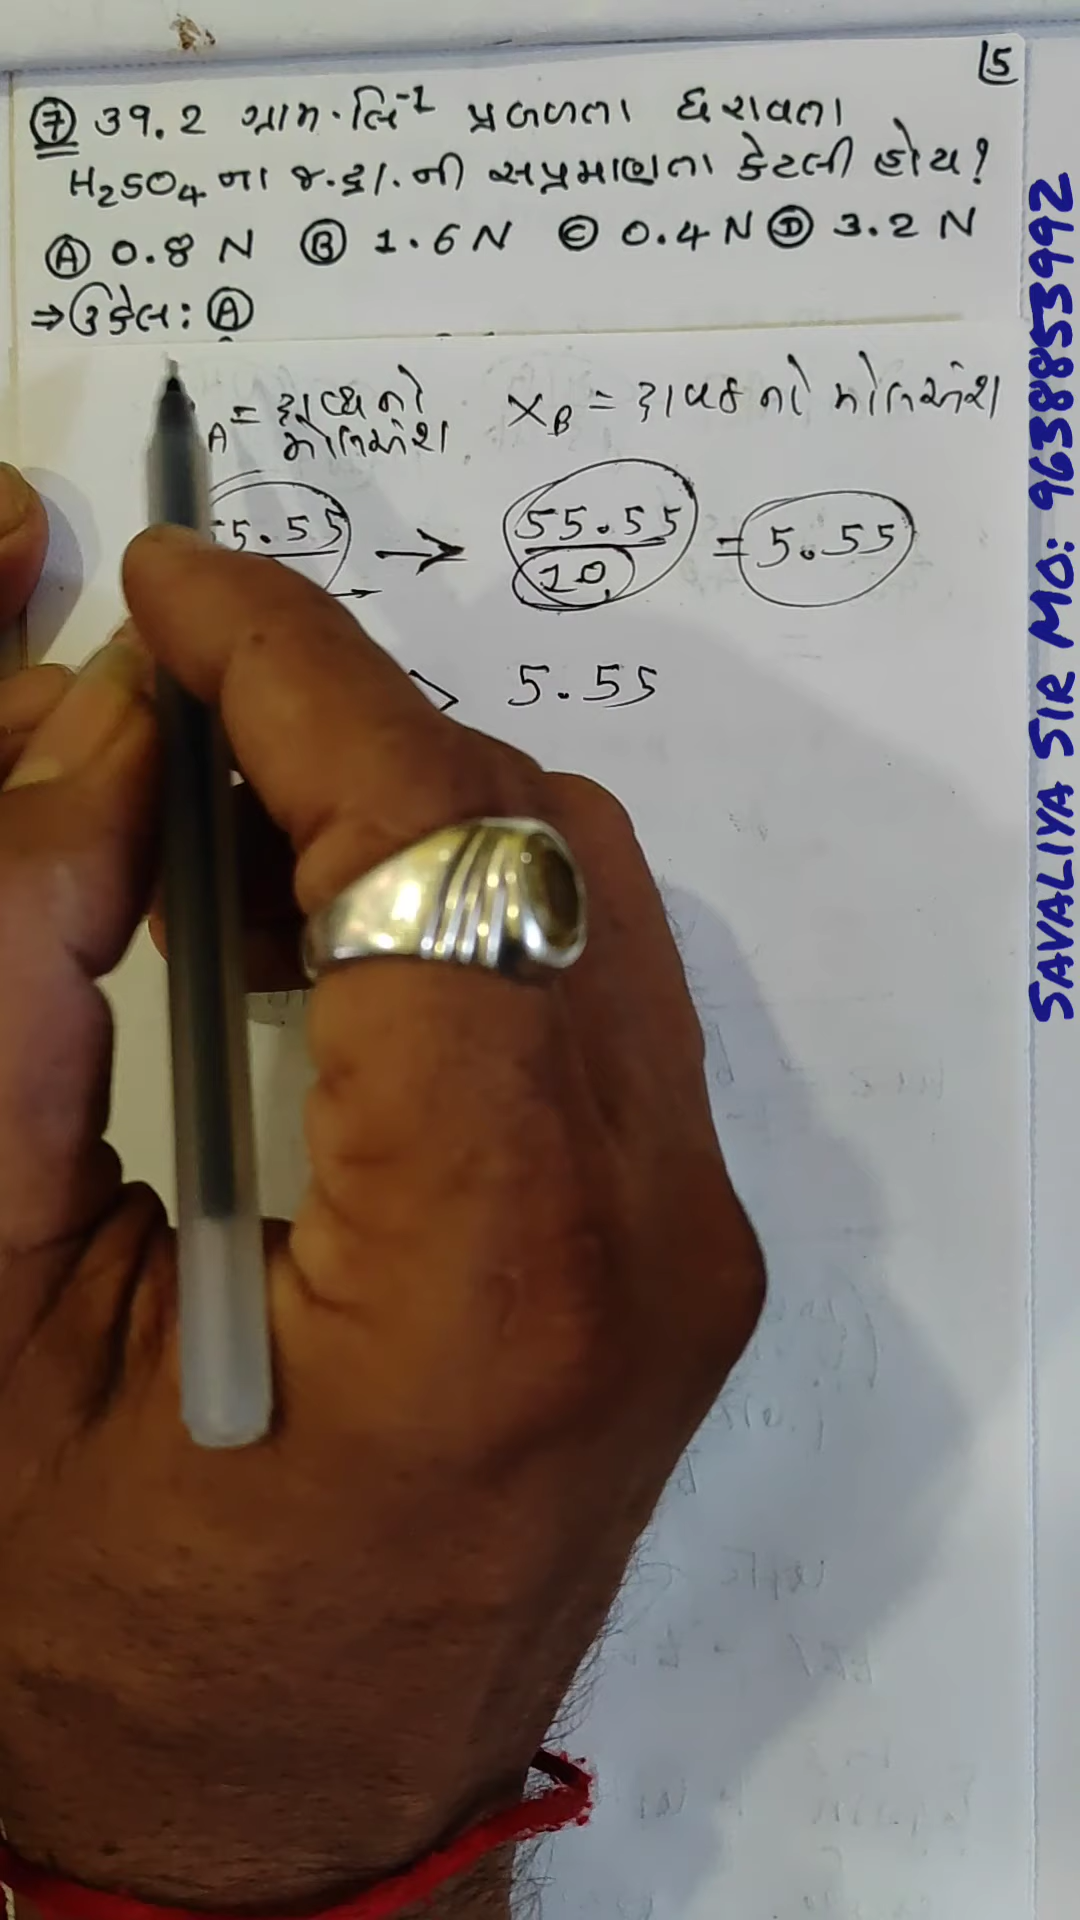 5
⑦ 39.2 ગ્રામ.લિ⁻¹ પ્રબળતા ધરાવતા
H₂SO₄ ના જ.દ્રા.ની સપ્રમાણતા કેટલી હોય?
Ⓐ 0.8 N Ⓑ 1.6 N Ⓒ 0.4 N Ⓓ 3.2 N
⇒ ઉકેલ: Ⓐ
A = દ્રાવ્યનો મોલઅંશ
X_B = દ્રાવકનો મોલઅંશ
55.55 → 55.55/10 = 5.55
> 5.55
SAVALIYA SIR MO: 9638853992